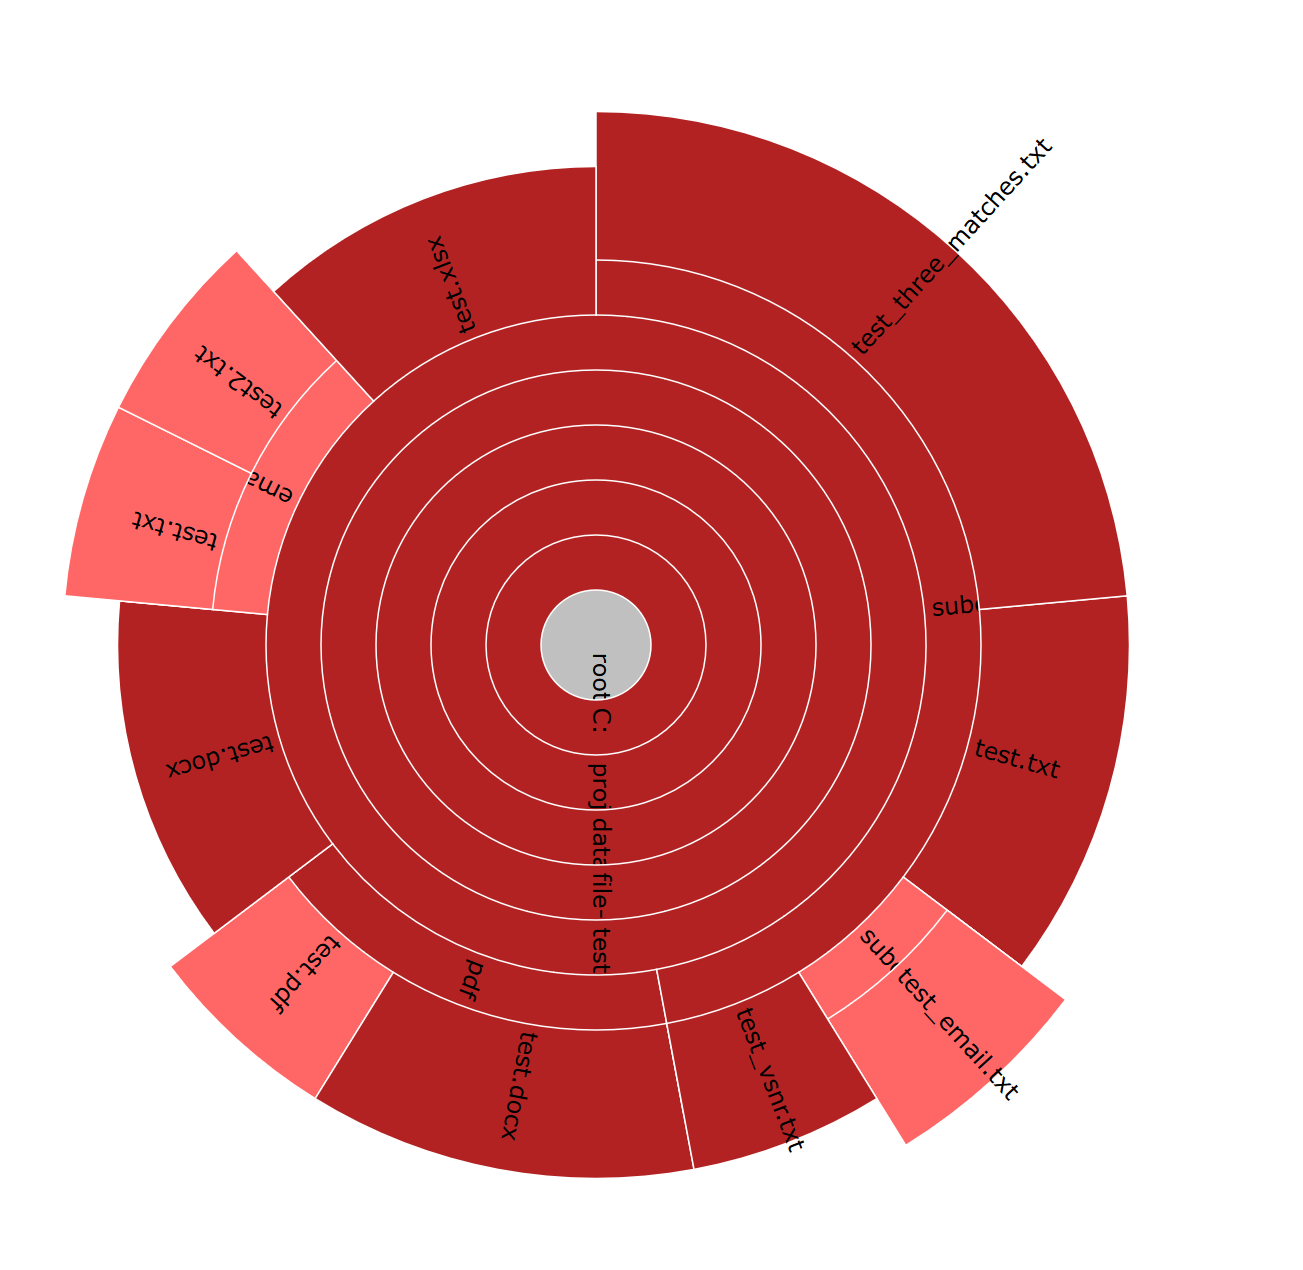 root
C:
proj
data
file-
test
test_three_matches.txt
sub
test.txt
sub
test_email.txt
test_vsnr.txt
pdf
test.docx
test.pdf
test.docx
ema
test.txt
test2.txt
test.xlsx